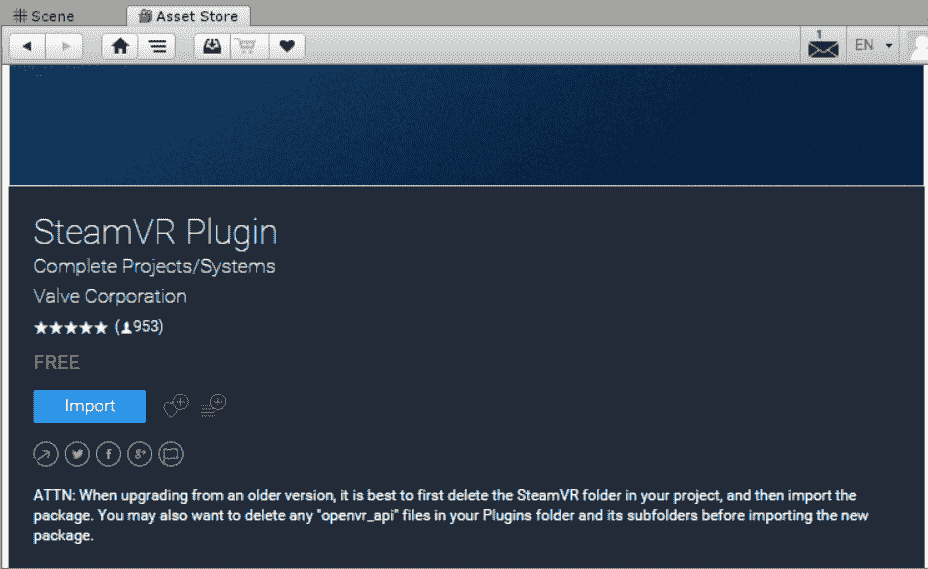 Scene
Asset Store
1
EN
SteamVR Plugin
Complete Projects/Systems
Valve Corporation
★★★★★ (953)
FREE
Import
ATTN: When upgrading from an older version, it is best to first delete the SteamVR folder in your project, and then import the
package. You may also want to delete any "openvr_api" files in your Plugins folder and its subfolders before importing the new
package.